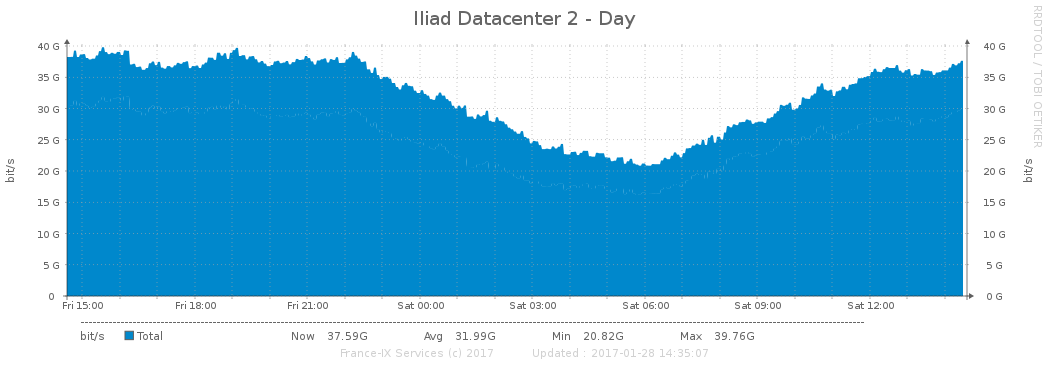 Iliad Datacenter 2 - Day
RRDTOOL / TOBI OETIKER
bit/s
40 G
35 G
30 G
25 G
20 G
15 G
10 G
5 G
0
40 G
35 G
30 G
25 G
20 G
15 G
10 G
5 G
0 G
bit/s
Fri 15:00 Fri 18:00 Fri 21:00 Sat 00:00 Sat 03:00 Sat 06:00 Sat 09:00 Sat 12:00
bit/s Total Now 37.59G Avg 31.99G Min 20.82G Max 39.76G
France-IX Services (c) 2017 Updated : 2017-01-28 14:35:07